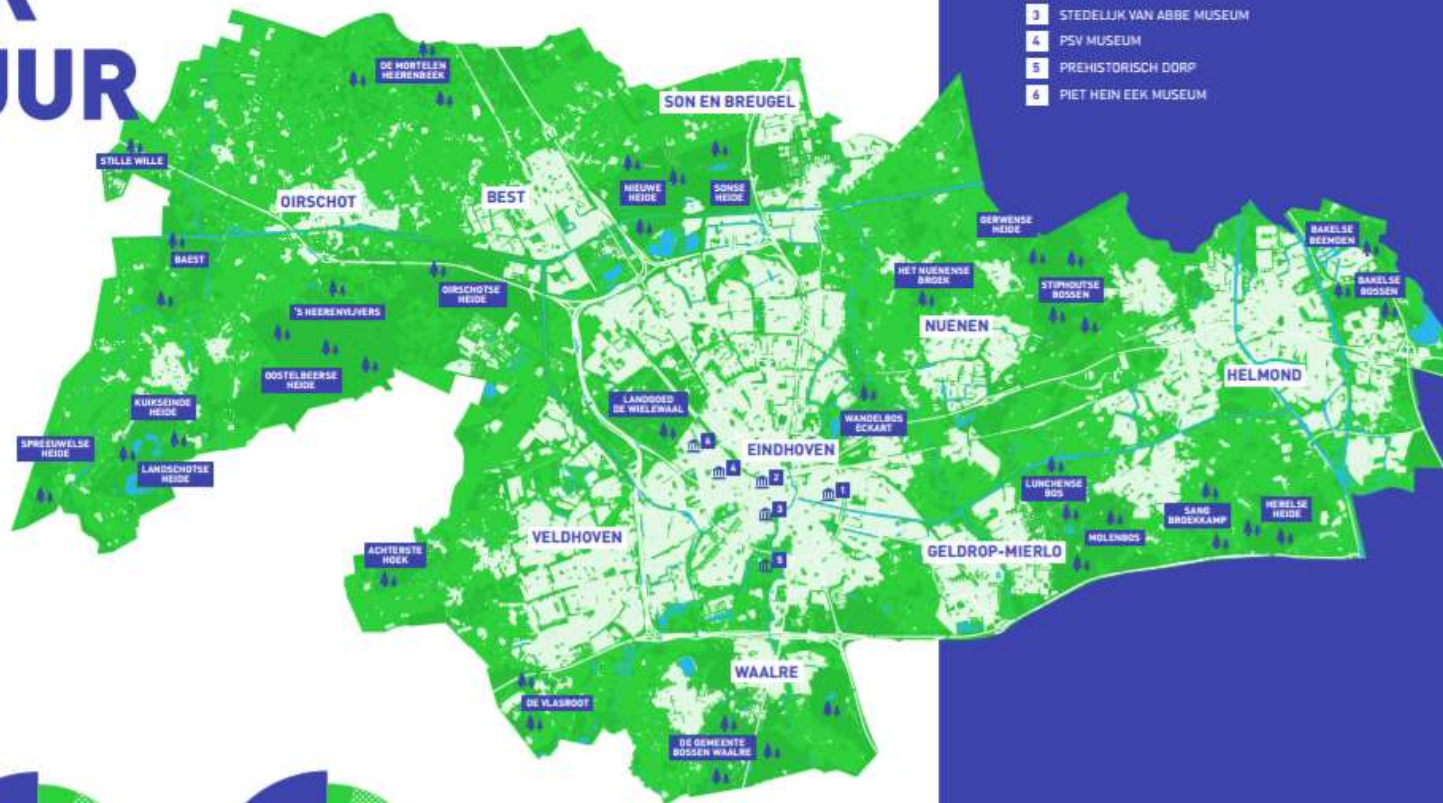 UUR
3 STEDELIJK VAN ABBE MUSEUM
4 PSV MUSEUM
5 PREHISTORISCH DORP
6 PIET HEIN EEK MUSEUM
DE MORTELEN
HEERENBEEK
SON EN BREUGEL
STILLE WILLE
OIRSCHOT
BEST
NIEUWE
HEIDE
SONSE
HEIDE
GERWENSE
HEIDE
BAKELSE
BEEMDEN
BAEST
OIRSCHOTSE
HEIDE
HET NUENENSE
BROEK
STIPHOUTSE
BOSSEN
BAKELSE
BOSSEN
'S HEERENVIJVERS
NUENEN
OOSTELBEERSE
HEIDE
HELMOND
KUIKSEINDE
HEIDE
LANDGOED
DE WIELEWAAL
WANDELBOS
ECKART
SPREEUWELSE
HEIDE
LANDSCHOTSE
HEIDE
EINDHOVEN
6
4
2
1
3
5
LUNCHENSE
BOS
SANG
BROEKKAMP
HERELSE
HEIDE
MOLENBOS
VELDHOVEN
GELDROP-MIERLO
ACHTERSTE
HOEK
WAALRE
DE VLASROOT
DE GEMEENTE
BOSSEN WAALRE